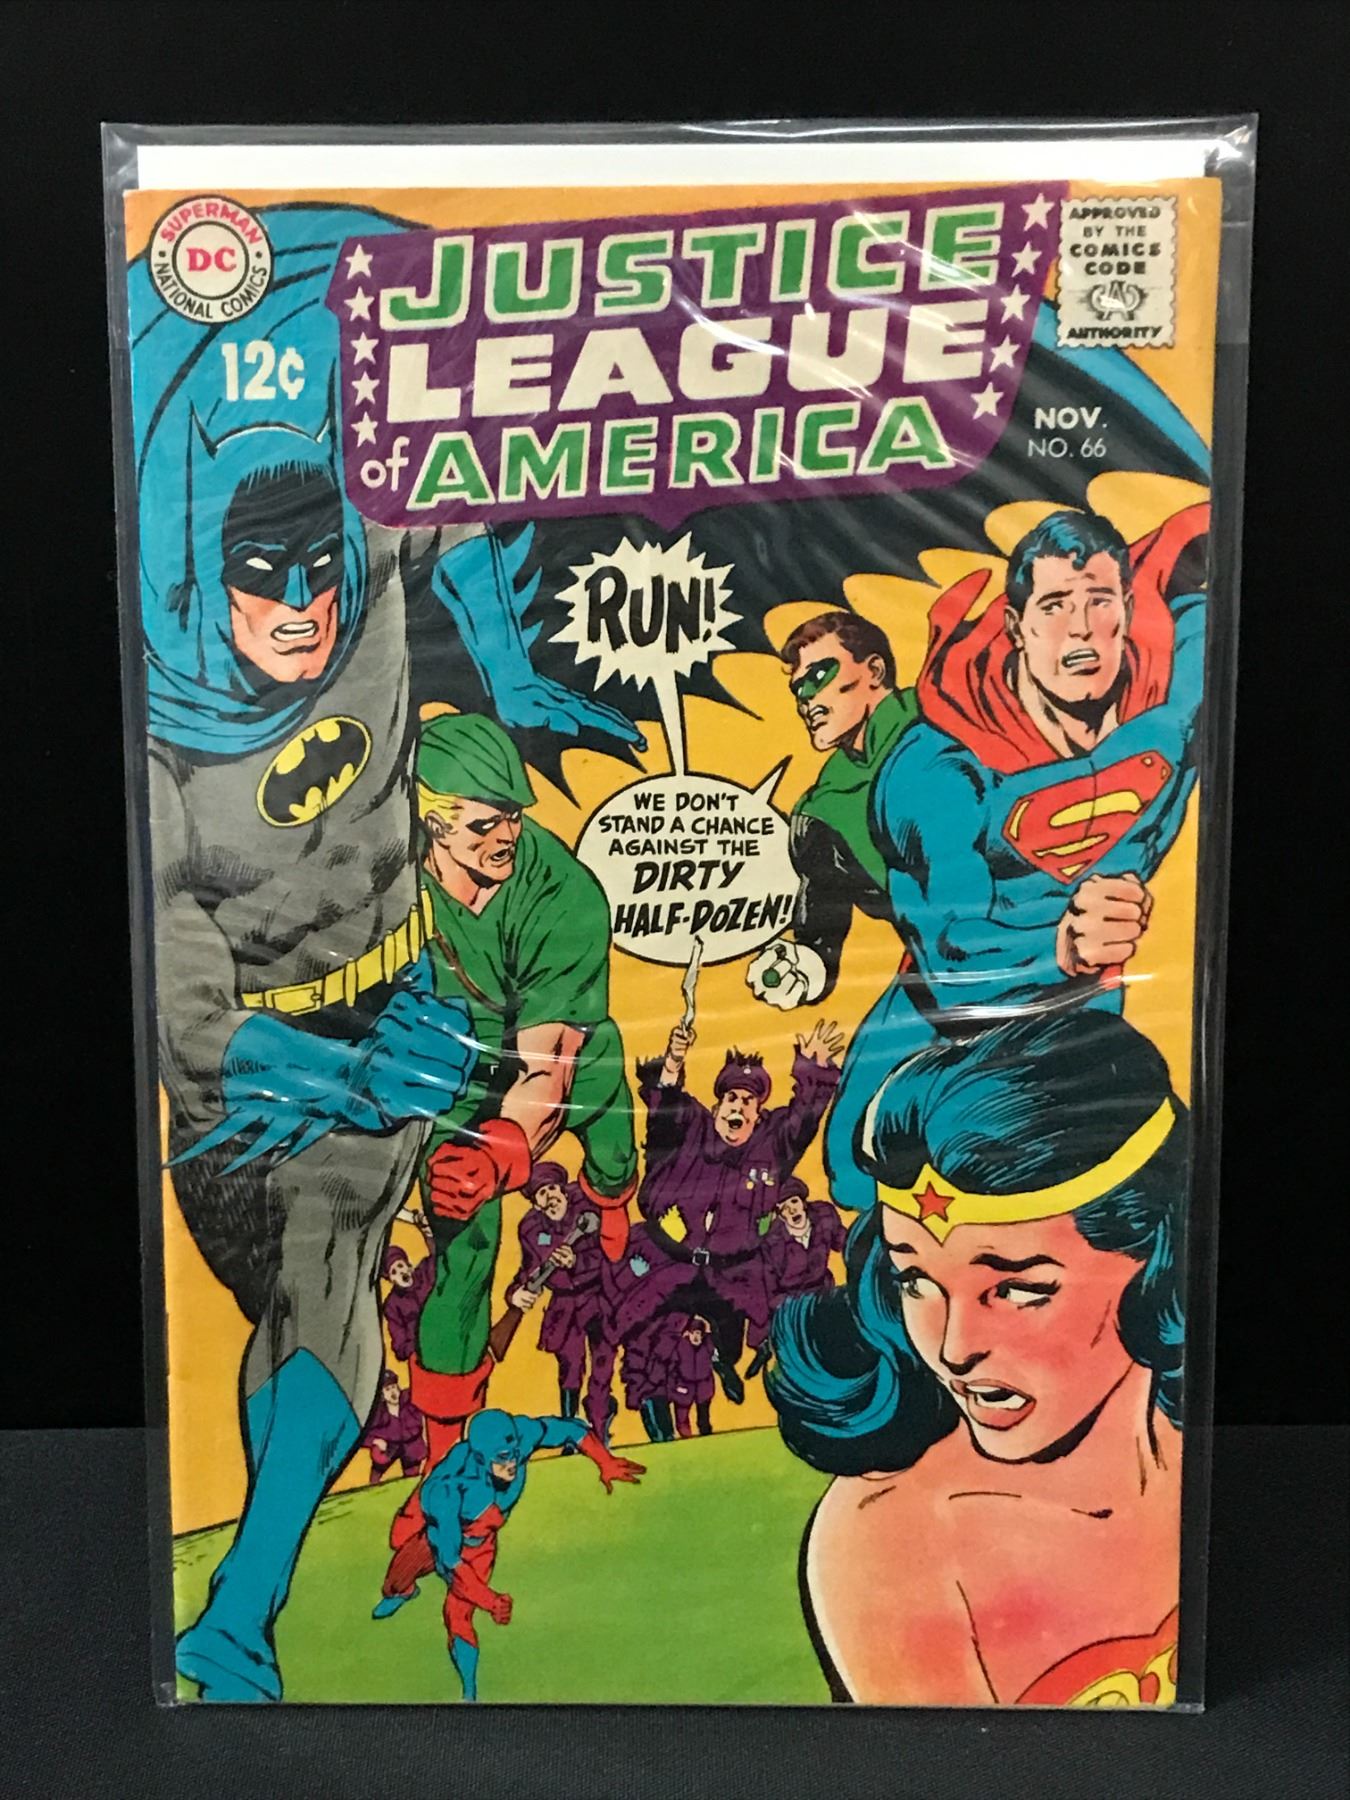 SUPERMAN
DC
NATIONAL COMICS
12¢
JUSTICE
LEAGUE
of AMERICA
APPROVED
BY THE
COMICS
CODE
CA
AUTHORITY
NOV.
NO. 66
RUN!
WE DON'T
STAND A CHANCE
AGAINST THE
DIRTY
HALF-DOZEN!
S